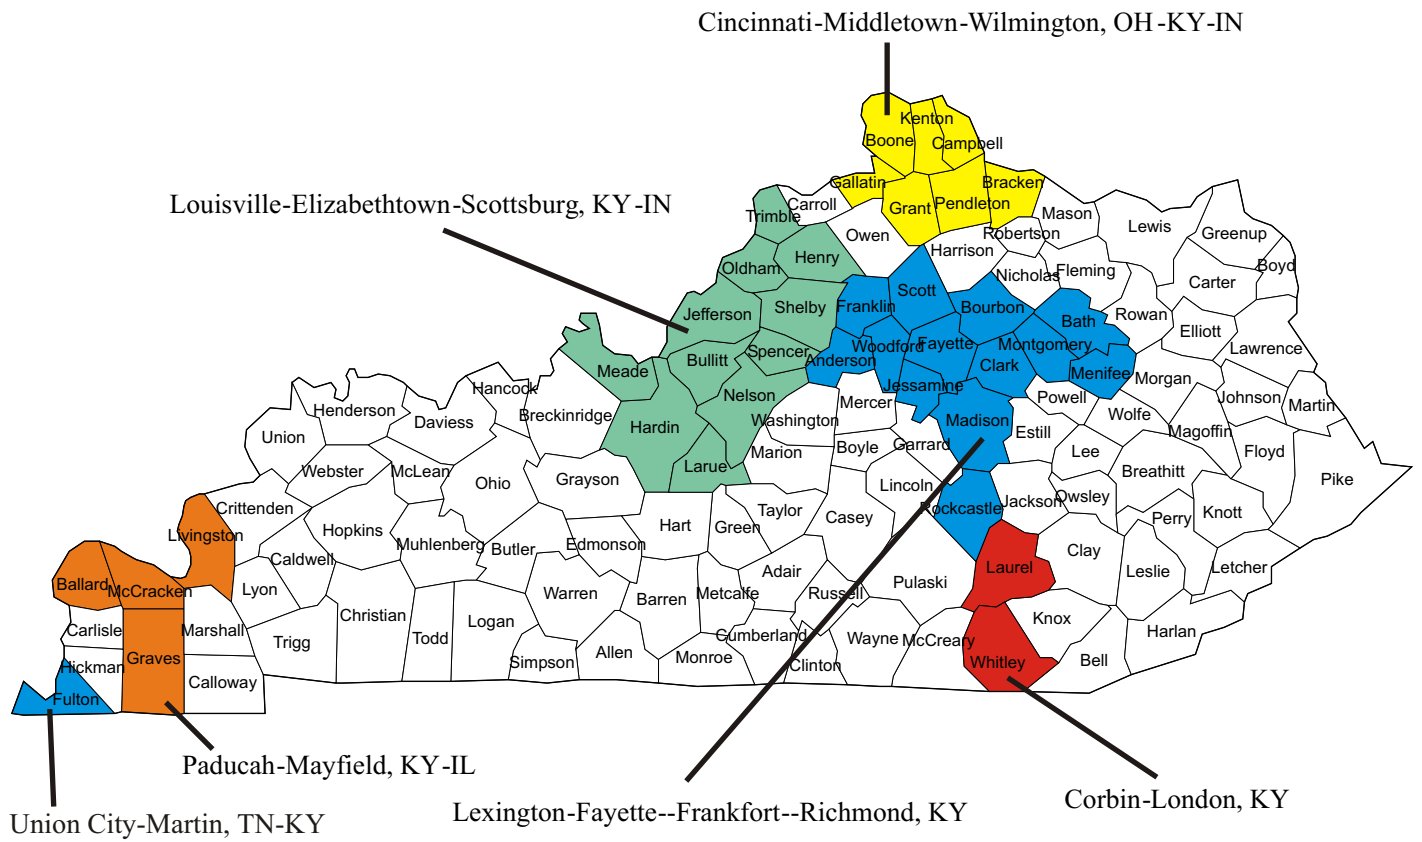 Cincinnati-Middletown-Wilmington, OH-KY-IN
Kenton
Boone
Campbell
Gallatin
Bracken
Louisville-Elizabethtown-Scottsburg, KY-IN
Carroll
Grant
Pendleton
Trimble
Mason
Lewis
Owen
Robertson
Greenup
Harrison
Henry
Oldham
Nicholas
Fleming
Boyd
Carter
Scott
Franklin
Shelby
Bourbon
Jefferson
Rowan
Bath
Elliott
Woodford
Fayette
Montgomery
Lawrence
Spencer
Bullitt
Anderson
Clark
Meade
Menifee
Morgan
Jessamine
Hancock
Nelson
Powell
Johnson
Mercer
Martin
Henderson
Breckinridge
Wolfe
Daviess
Washington
Madison
Hardin
Estill
Magoffin
Union
Garrard
Boyle
Marion
Lee
Floyd
Larue
Webster
McLean
Breathitt
Grayson
Ohio
Lincoln
Pike
Owsley
Jackson
Crittenden
Rockcastle
Taylor
Knott
Casey
Perry
Hart
Green
Hopkins
Livingston
Muhlenberg
Butler
Edmonson
Clay
Caldwell
Laurel
Adair
Leslie
Letcher
Ballard
McCracken
Lyon
Pulaski
Warren
Metcalfe
Russell
Barren
Christian
Knox
Logan
Carlisle
Marshall
Harlan
Cumberland
Todd
Wayne
McCreary
Trigg
Allen
Graves
Monroe
Bell
Simpson
Whitley
Clinton
Hickman
Calloway
Fulton
Paducah-Mayfield, KY-IL
Corbin-London, KY
Lexington-Fayette--Frankfort--Richmond, KY
Union City-Martin, TN-KY